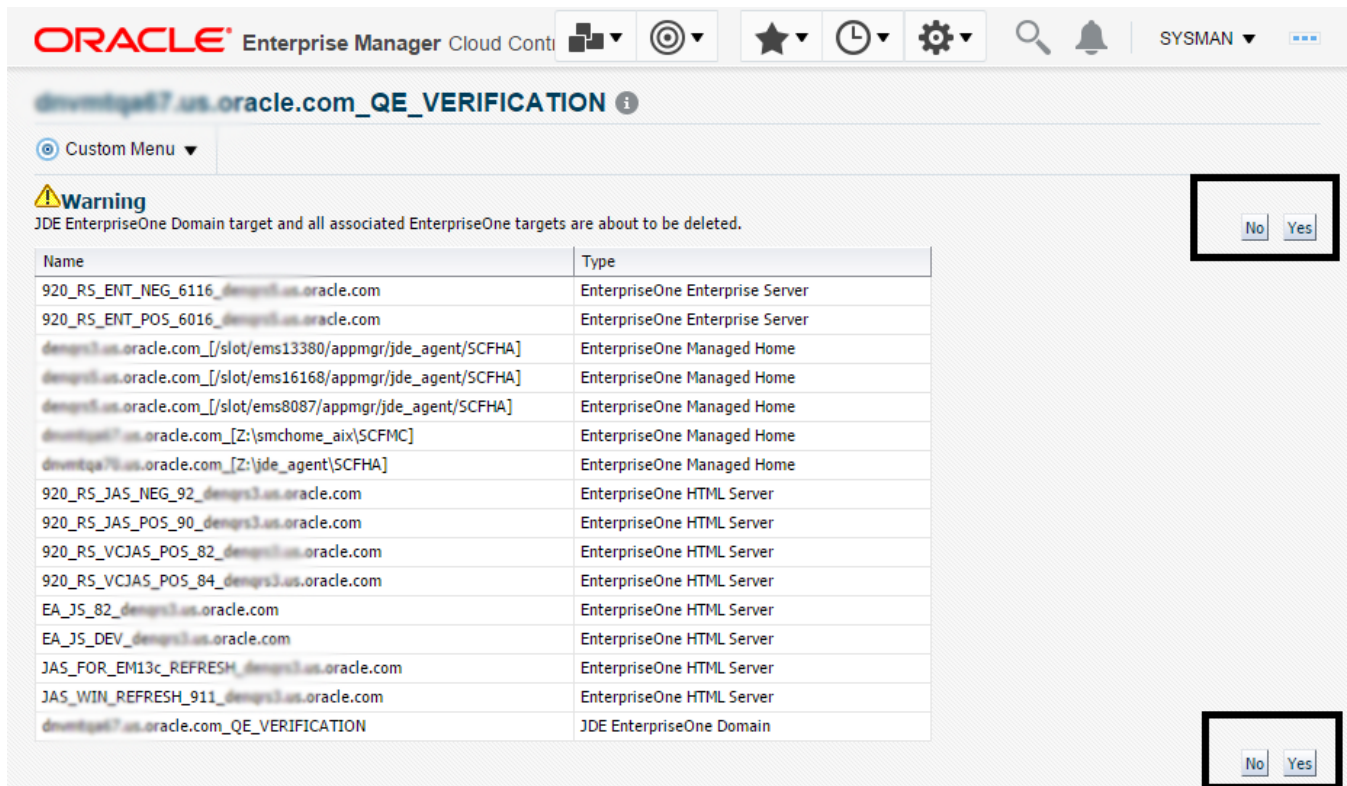 ORACLE Enterprise Manager Cloud Conti
SYSMAN
oracle.com_QE_VERIFICATION
Custom Menu
Warning
JDE EnterpriseOne Domain target and all associated EnterpriseOne targets are about to be deleted.
No Yes
Name Type
920_RS_ENT_NEG_6116_ oracle.com EnterpriseOne Enterprise Server
920_RS_ENT_POS_6016_ oracle.com EnterpriseOne Enterprise Server
oracle.com_[/slot/ems13380/appmgr/jde_agent/SCFHA] EnterpriseOne Managed Home
oracle.com_[/slot/ems16168/appmgr/jde_agent/SCFHA] EnterpriseOne Managed Home
oracle.com_[/slot/ems8087/appmgr/jde_agent/SCFHA] EnterpriseOne Managed Home
oracle.com_[Z:\smchome_aix\SCFMC] EnterpriseOne Managed Home
oracle.com_[Z:\jde_agent\SCFHA] EnterpriseOne Managed Home
920_RS_JAS_NEG_92_ oracle.com EnterpriseOne HTML Server
920_RS_JAS_POS_90_ oracle.com EnterpriseOne HTML Server
920_RS_VCJAS_POS_82_ oracle.com EnterpriseOne HTML Server
920_RS_VCJAS_POS_84_ oracle.com EnterpriseOne HTML Server
EA_JS_82_ oracle.com EnterpriseOne HTML Server
EA_JS_DEV_ oracle.com EnterpriseOne HTML Server
JAS_FOR_EM13c_REFRESH_ oracle.com EnterpriseOne HTML Server
JAS_WIN_REFRESH_911_ oracle.com EnterpriseOne HTML Server
oracle.com_QE_VERIFICATION JDE EnterpriseOne Domain
No Yes